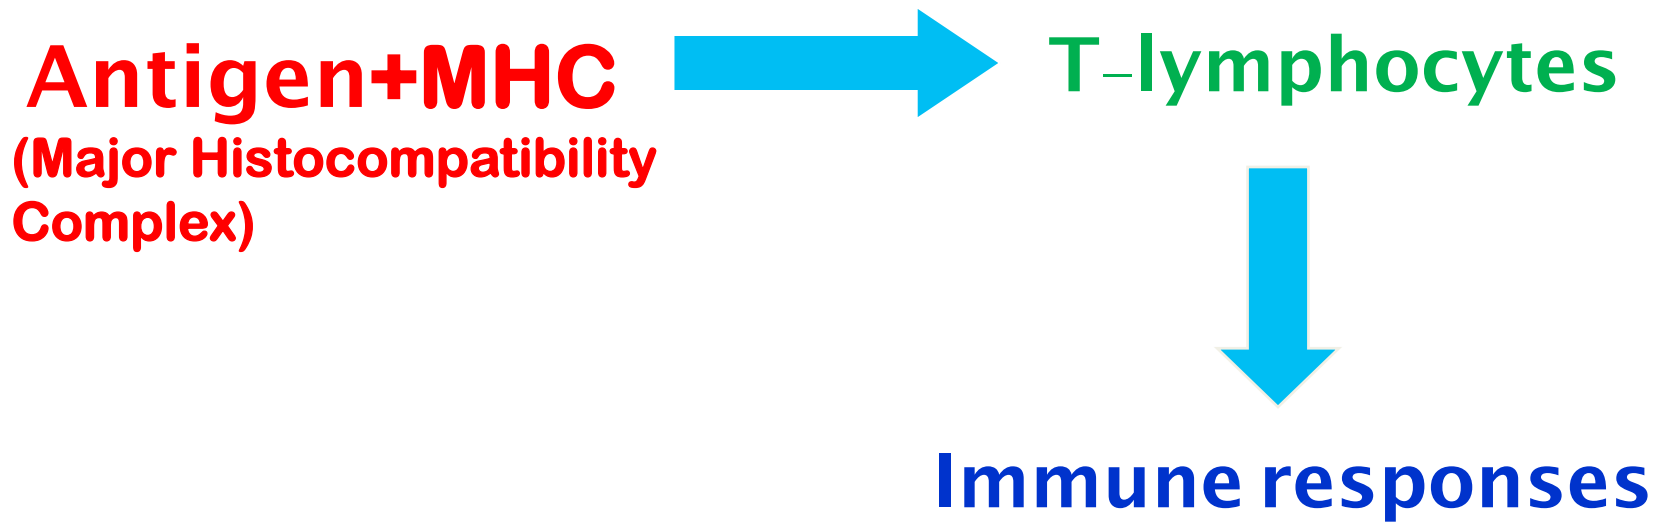 Antigen+MHC
(Major Histocompatibility
Complex)
T–lymphocytes
Immune responses